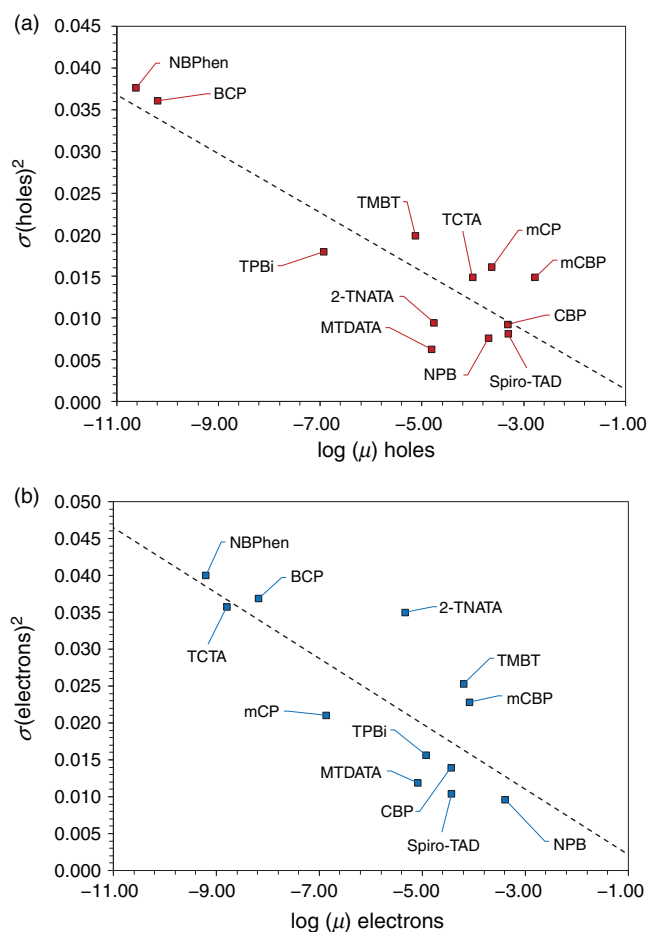 (a)
0.045
0.040
0.035
0.030
0.025
0.020
0.015
0.010
0.005
0.000
σ(holes)²
NBPhen
BCP
TMBT
TCTA
mCP
mCBP
TPBi
2-TNATA
MTDATA
CBP
NPB
Spiro-TAD
−11.00 −9.00 −7.00 −5.00 −3.00 −1.00
log (μ) holes
(b)
0.050
0.045
0.040
0.035
0.030
0.025
0.020
0.015
0.010
0.005
0.000
σ(electrons)²
NBPhen
BCP
2-TNATA
TCTA
TMBT
mCBP
mCP
TPBi
MTDATA
CBP
Spiro-TAD
NPB
−11.00 −9.00 −7.00 −5.00 −3.00 −1.00
log (μ) electrons